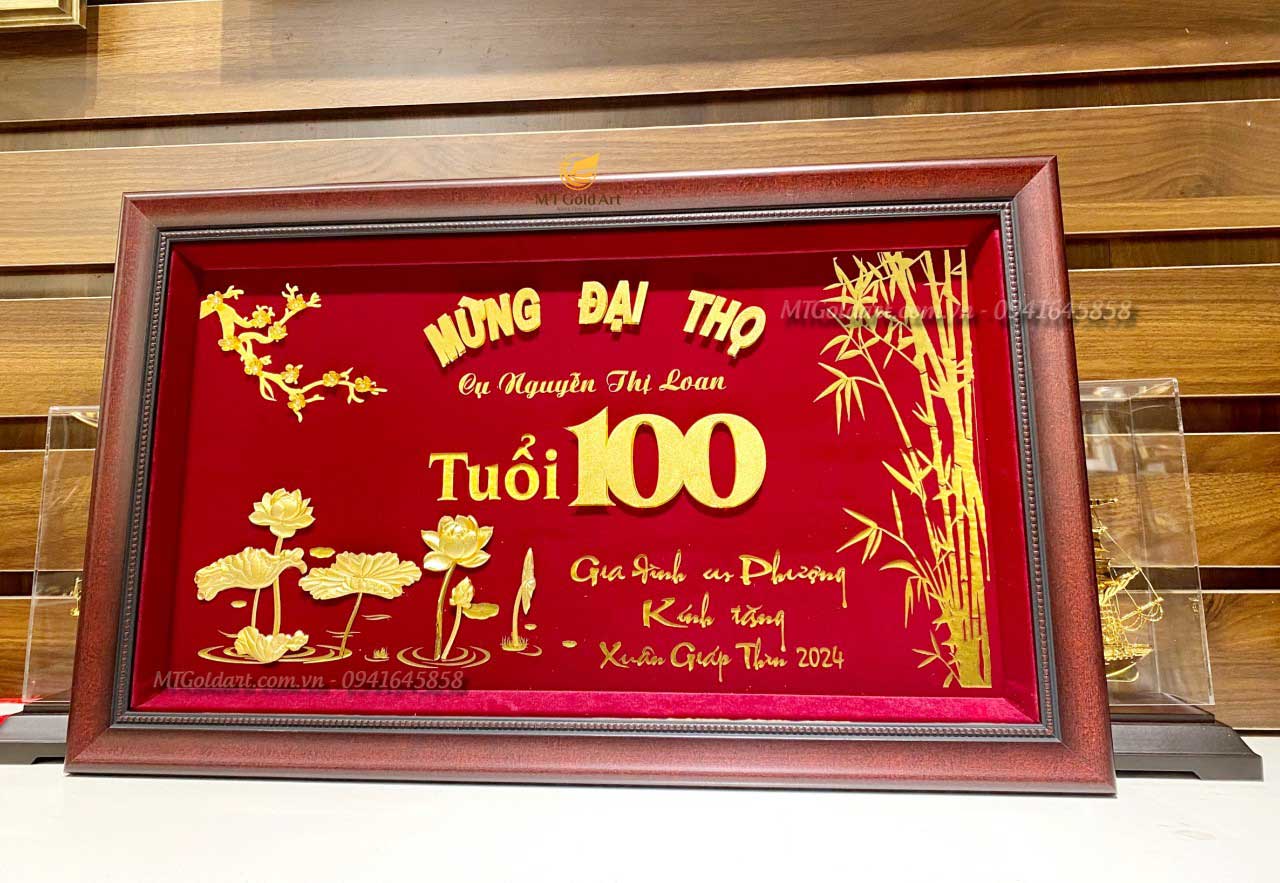 MT Gold Art
MỪNG ĐẠI THỌ
MTGoldart.com.vn - 0941645858
Cụ Nguyễn Thị Loan
Tuổi 100
Gia đình cụ Phượng
Kính tặng
Xuân Giáp Thìn 2024
MTGoldart.com.vn - 0941645858